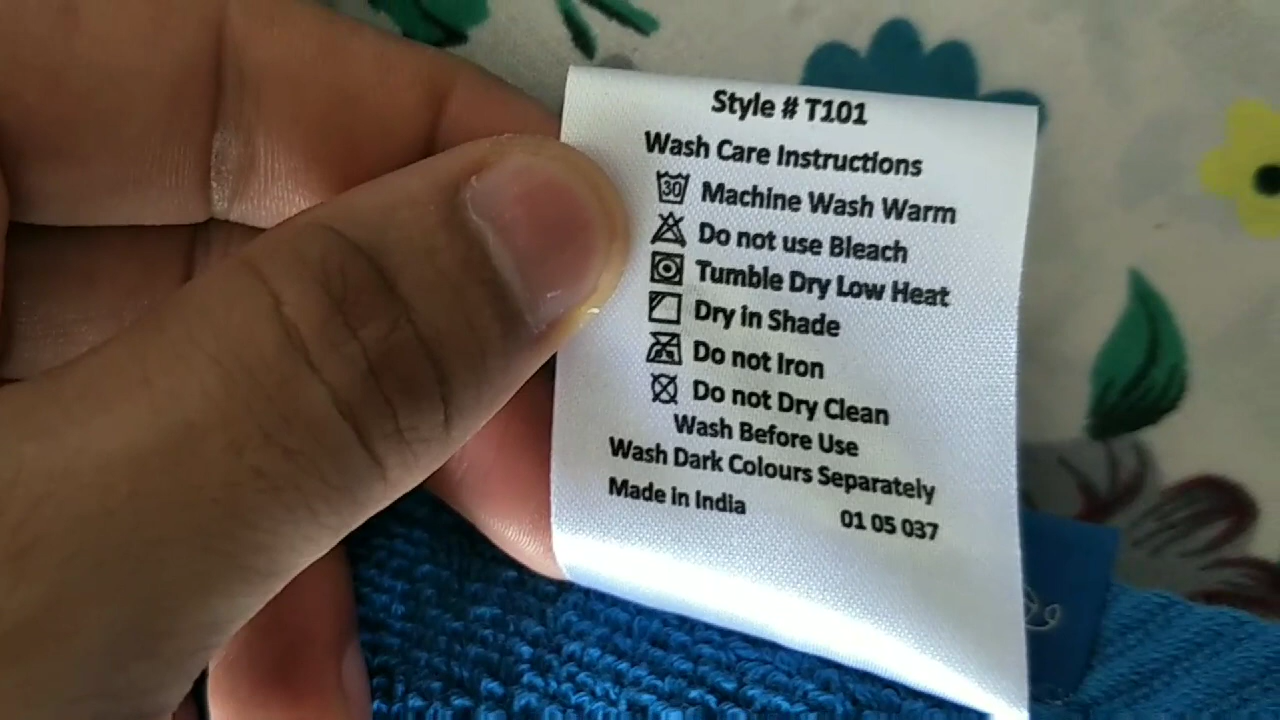 Style # T101
Wash Care Instructions
30 Machine Wash Warm
Do not use Bleach
Tumble Dry Low Heat
Dry in Shade
Do not Iron
Do not Dry Clean
Wash Before Use
Wash Dark Colours Separately
Made in India 01 05 037